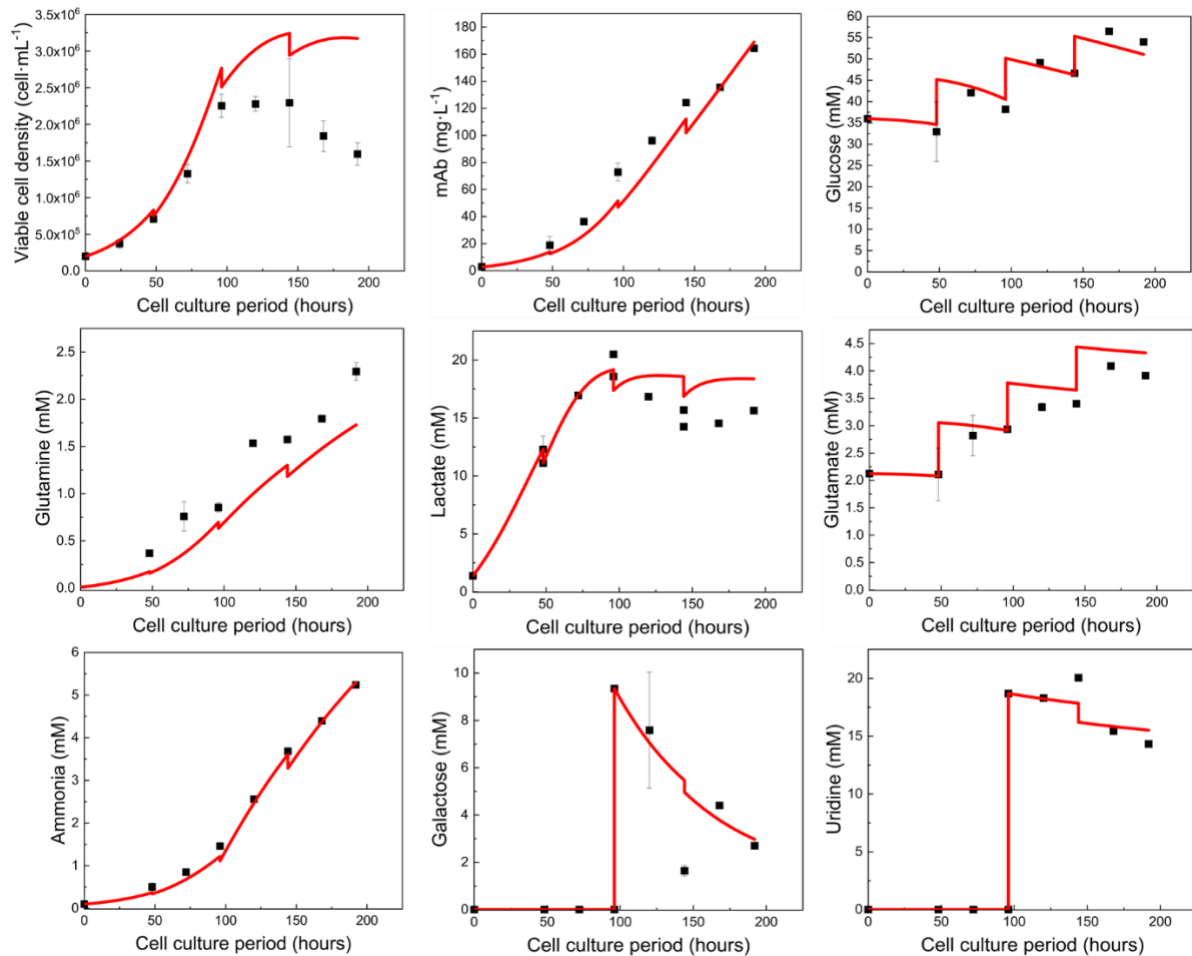 Viable cell density (cell·mL⁻¹)
3.5x10⁶
3.0x10⁶
2.5x10⁶
2.0x10⁶
1.5x10⁶
1.0x10⁶
5.0x10⁵
0.0
0 50 100 150 200
Cell culture period (hours)
mAb (mg·L⁻¹)
180
160
140
120
100
80
60
40
20
0
0 50 100 150 200
Cell culture period (hours)
Glucose (mM)
60
55
50
45
40
35
30
25
20
15
10
5
0
0 50 100 150 200
Cell culture period (hours)
Glutamine (mM)
2.5
2.0
1.5
1.0
0.5
0.0
0 50 100 150 200
Cell culture period (hours)
Lactate (mM)
20
15
10
5
0
0 50 100 150 200
Cell culture period (hours)
Glutamate (mM)
4.5
4.0
3.5
3.0
2.5
2.0
1.5
1.0
0.5
0.0
0 50 100 150 200
Cell culture period (hours)
Ammonia (mM)
6
5
4
3
2
1
0
0 50 100 150 200
Cell culture period (hours)
Galactose (mM)
10
8
6
4
2
0
0 50 100 150 200
Cell culture period (hours)
Uridine (mM)
20
15
10
5
0
0 50 100 150 200
Cell culture period (hours)